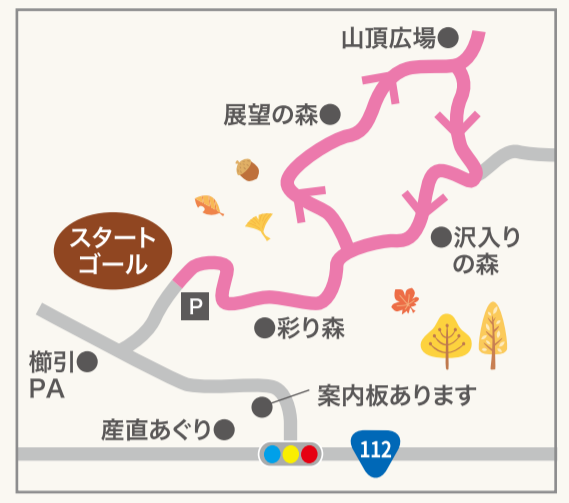 山頂広場
展望の森
スタート
ゴール
沢入り
の森
P
彩り森
櫛引
PA
案内板あります
産直あぐり
112